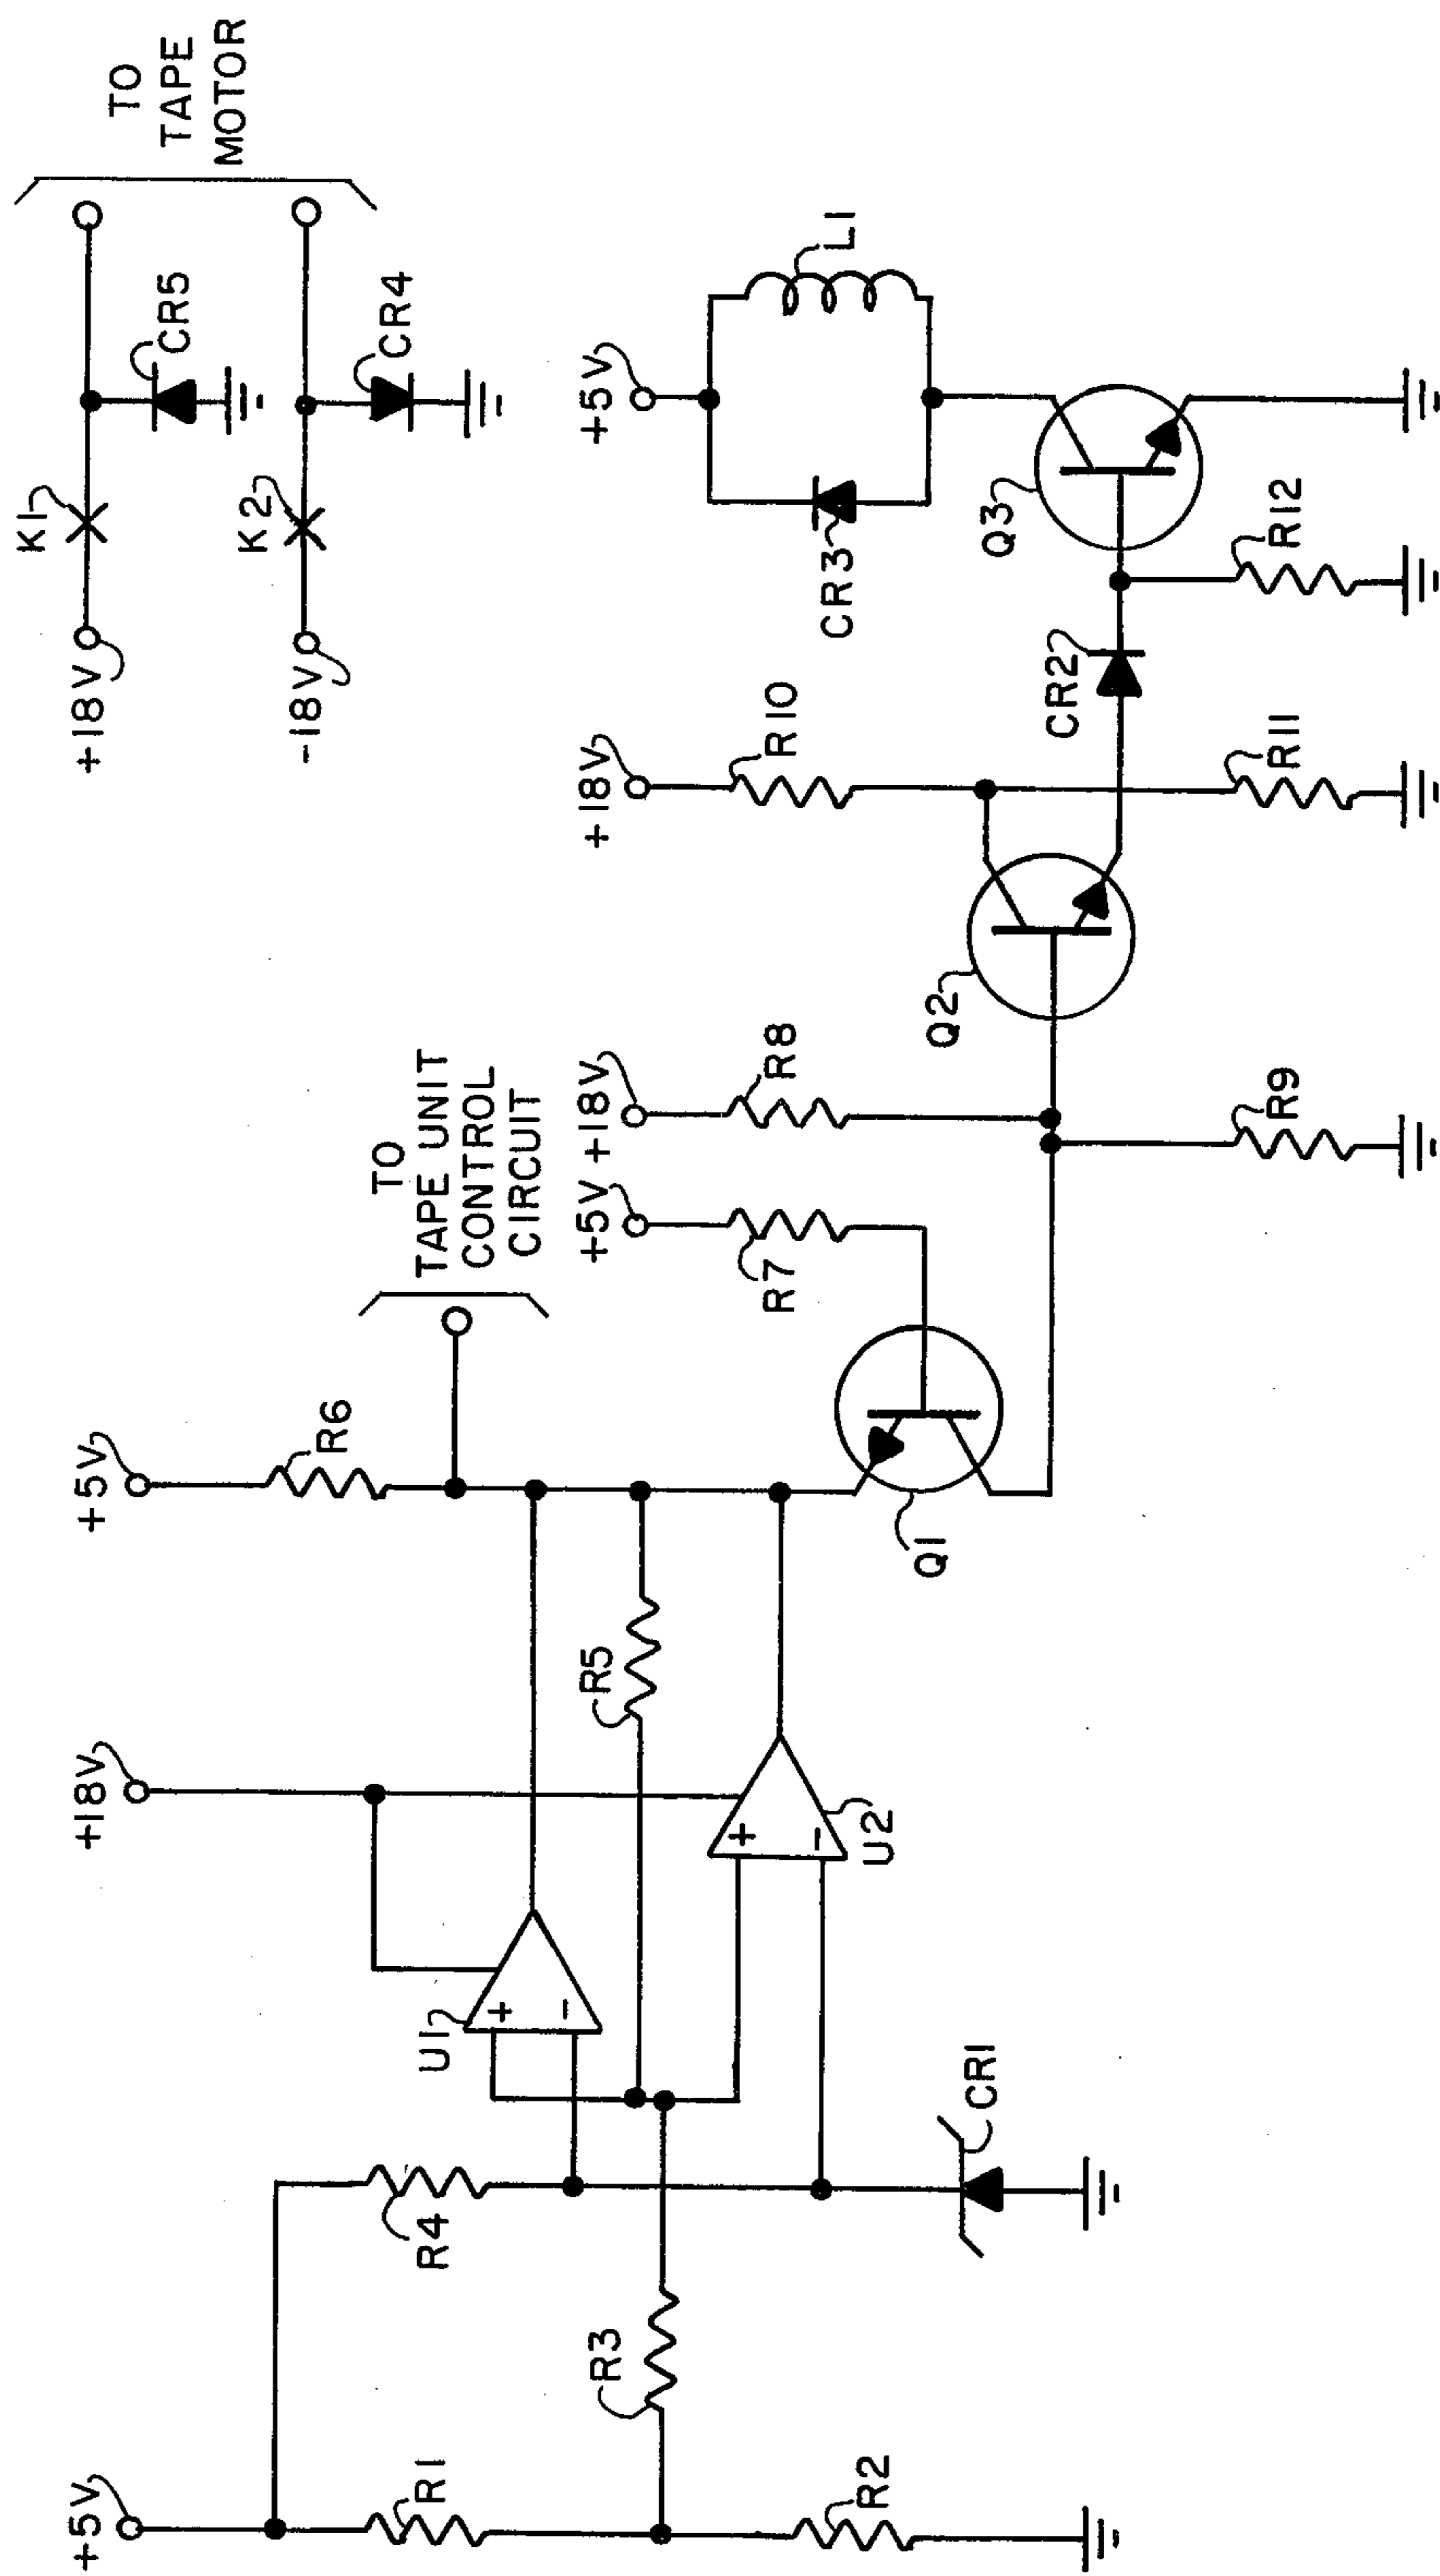 +5V
R1
R2
R3
R4
CR1
+18V
U1
+
-
U2
+
-
R5
+5V
R6
TO
TAPE UNIT
CONTROL
CIRCUIT
Q1
+5V
R7
+18V
R8
R9
Q2
+18V
R10
R11
CR2
Q3
R12
+5V
CR3
L1
+18V
K1
CR5
-18V
K2
CR4
TO
TAPE
MOTOR